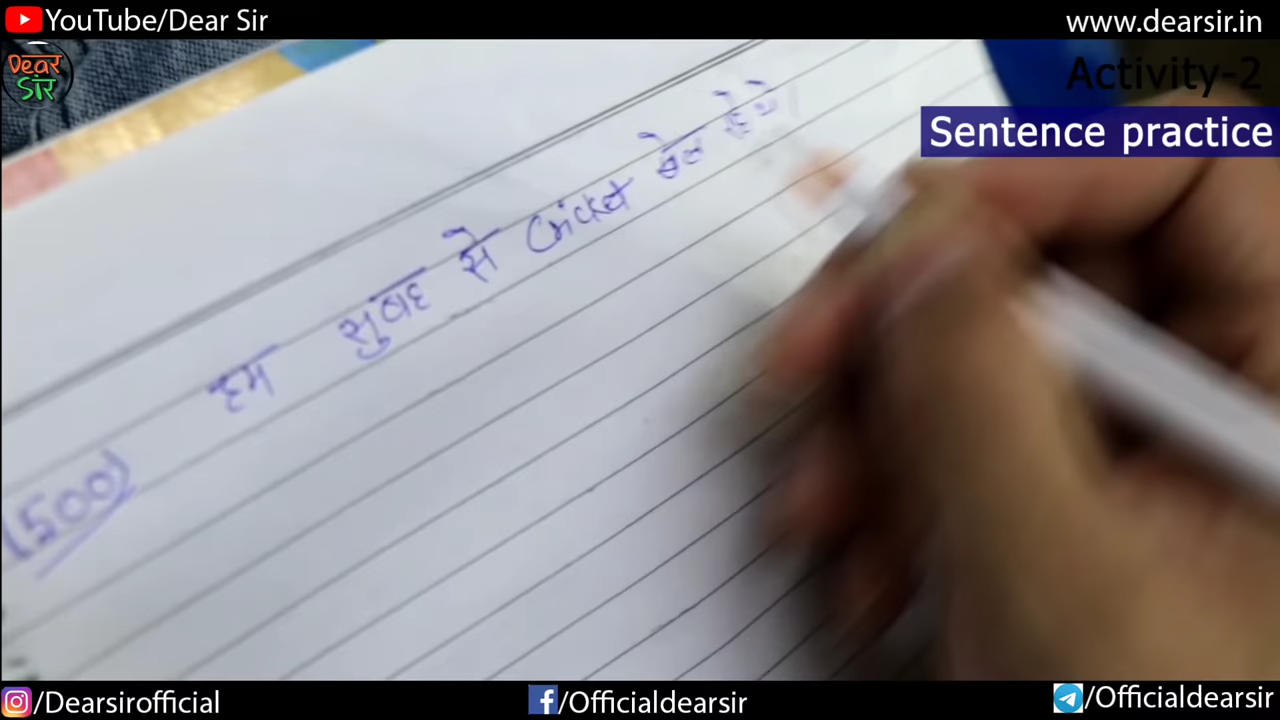 YouTube/Dear Sir
www.dearsir.in
Dear
सर
Activity-2
Sentence practice
हम सुबह से Cricket खेल रहे थे।
(500)
/Dearsirofficial
/Officialdearsir
/Officialdearsir